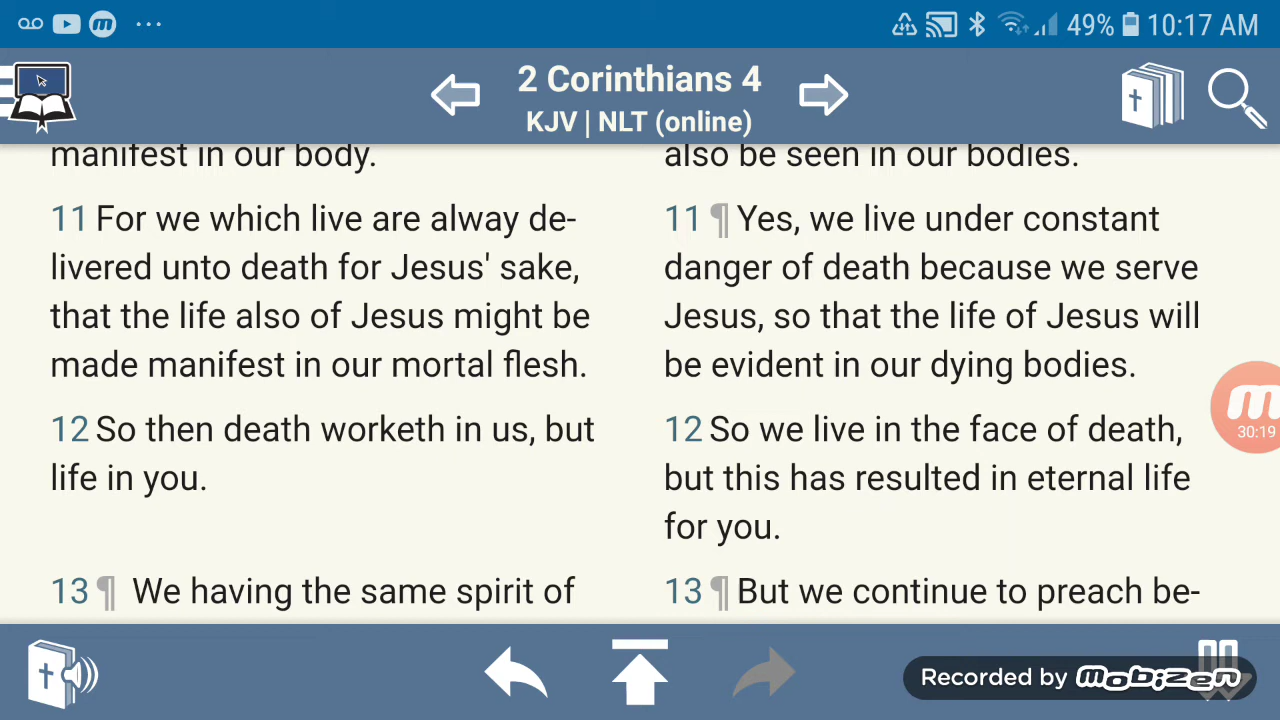 49% 10:17 AM
2 Corinthians 4
KJV | NLT (online)
manifest in our body.
11 For we which live are alway de-
livered unto death for Jesus' sake,
that the life also of Jesus might be
made manifest in our mortal flesh.
12 So then death worketh in us, but
life in you.
13 ¶ We having the same spirit of
also be seen in our bodies.
11 ¶ Yes, we live under constant
danger of death because we serve
Jesus, so that the life of Jesus will
be evident in our dying bodies.
12 So we live in the face of death,
but this has resulted in eternal life
for you.
13 ¶ But we continue to preach be-
m
30:19
Recorded by mobizen